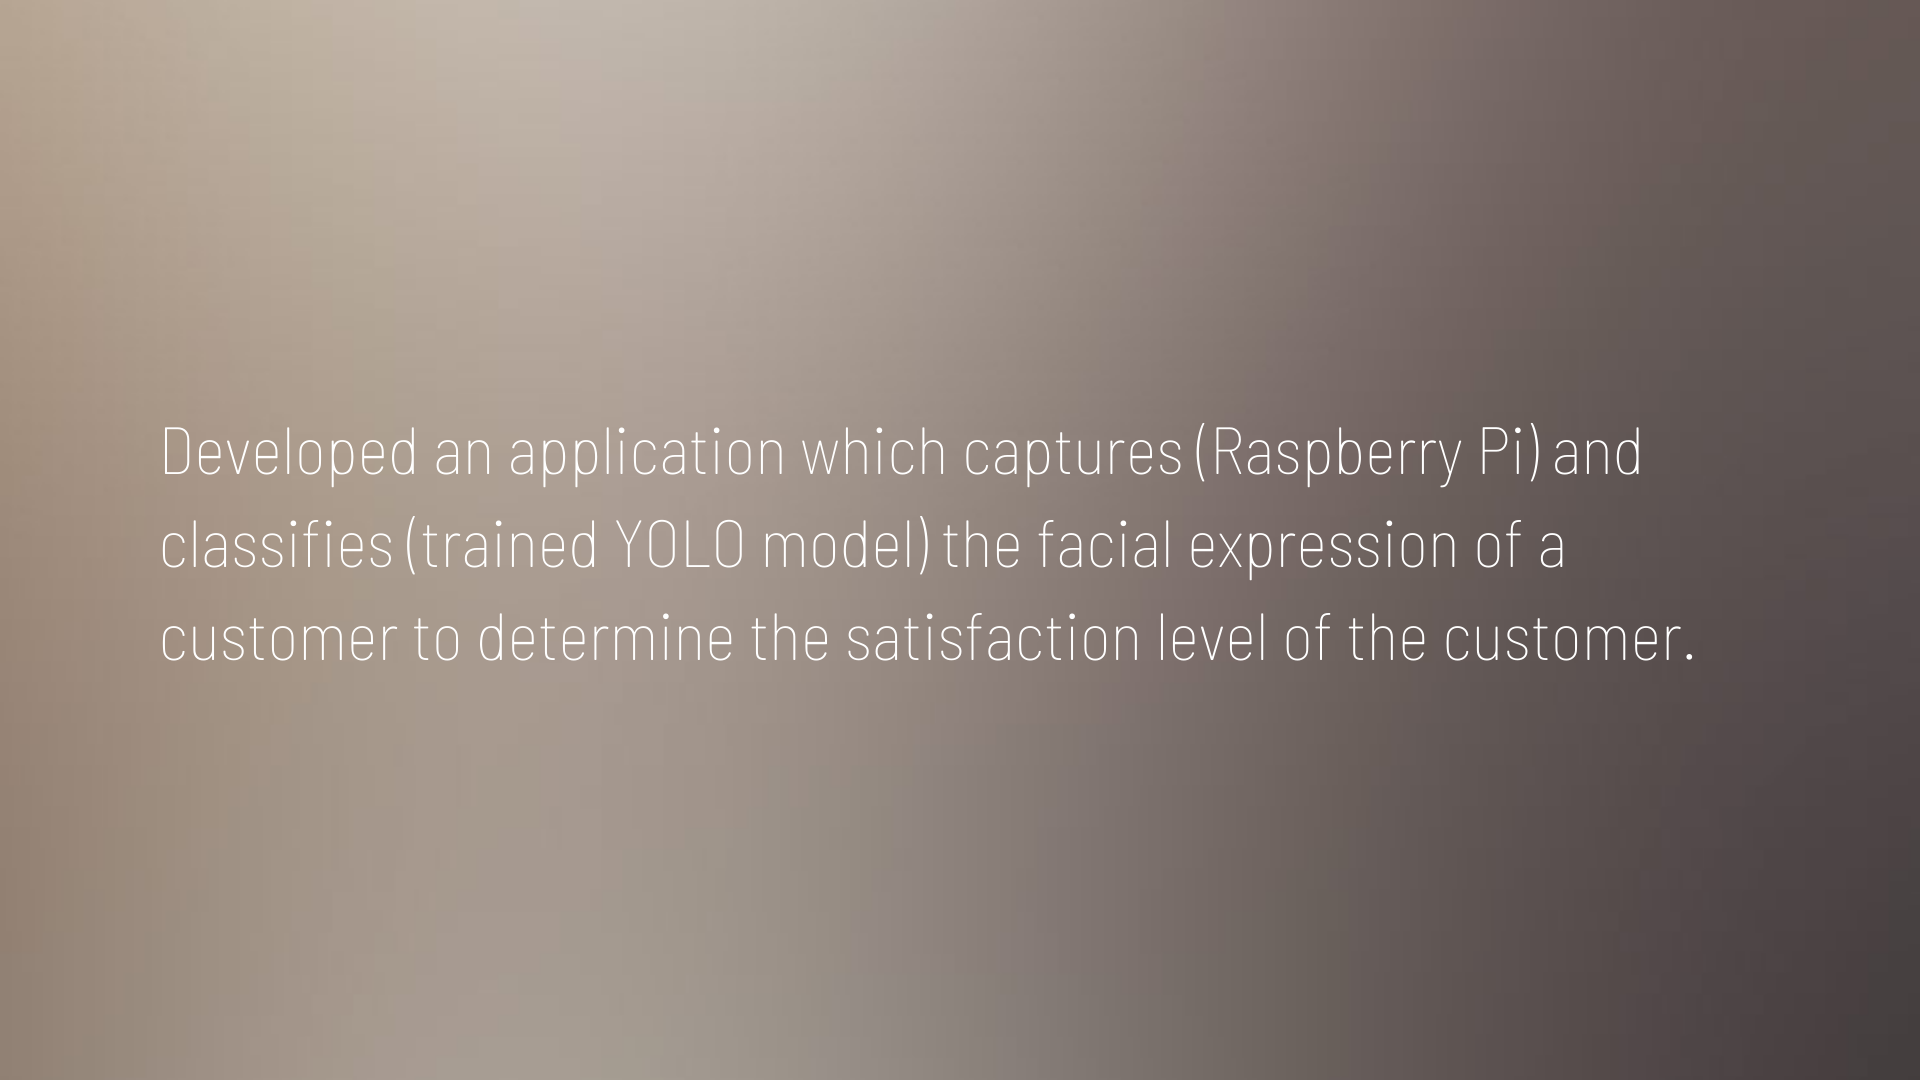 Developed an application which captures (Raspberry Pi) and
classifies (trained YOLO model) the facial expression of a
customer to determine the satisfaction level of the customer.